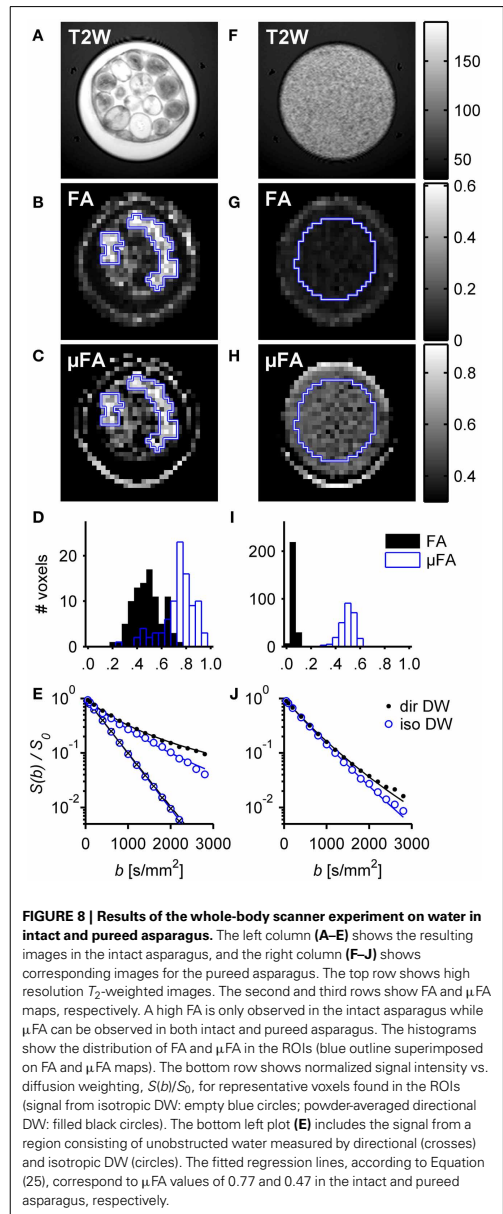 A T2W F T2W
150
100
50
B FA G FA
0.6
0.4
0.2
0
C μFA H μFA
0.8
0.6
0.4
D I
# voxels
20
10
0
.0 .2 .4 .6 .8 1.0
200
100
0
.0 .2 .4 .6 .8 1.0
FA
μFA
E J
S(b) / S₀
10⁰
10⁻¹
10⁻²
0 1000 2000 3000
b [s/mm²]
10⁰
10⁻¹
10⁻²
0 1000 2000 3000
b [s/mm²]
dir DW
iso DW
FIGURE 8 | Results of the whole-body scanner experiment on water in
intact and pureed asparagus. The left column (A–E) shows the resulting
images in the intact asparagus, and the right column (F–J) shows
corresponding images for the pureed asparagus. The top row shows high
resolution T₂-weighted images. The second and third rows show FA and μFA
maps, respectively. A high FA is only observed in the intact asparagus while
μFA can be observed in both intact and pureed asparagus. The histograms
show the distribution of FA and μFA in the ROIs (blue outline superimposed
on FA and μFA maps). The bottom row shows normalized signal intensity vs.
diffusion weighting, S(b)/S₀, for representative voxels found in the ROIs
(signal from isotropic DW: empty blue circles; powder-averaged directional
DW: filled black circles). The bottom left plot (E) includes the signal from a
region consisting of unobstructed water measured by directional (crosses)
and isotropic DW (circles). The fitted regression lines, according to Equation
(25), correspond to μFA values of 0.77 and 0.47 in the intact and pureed
asparagus, respectively.